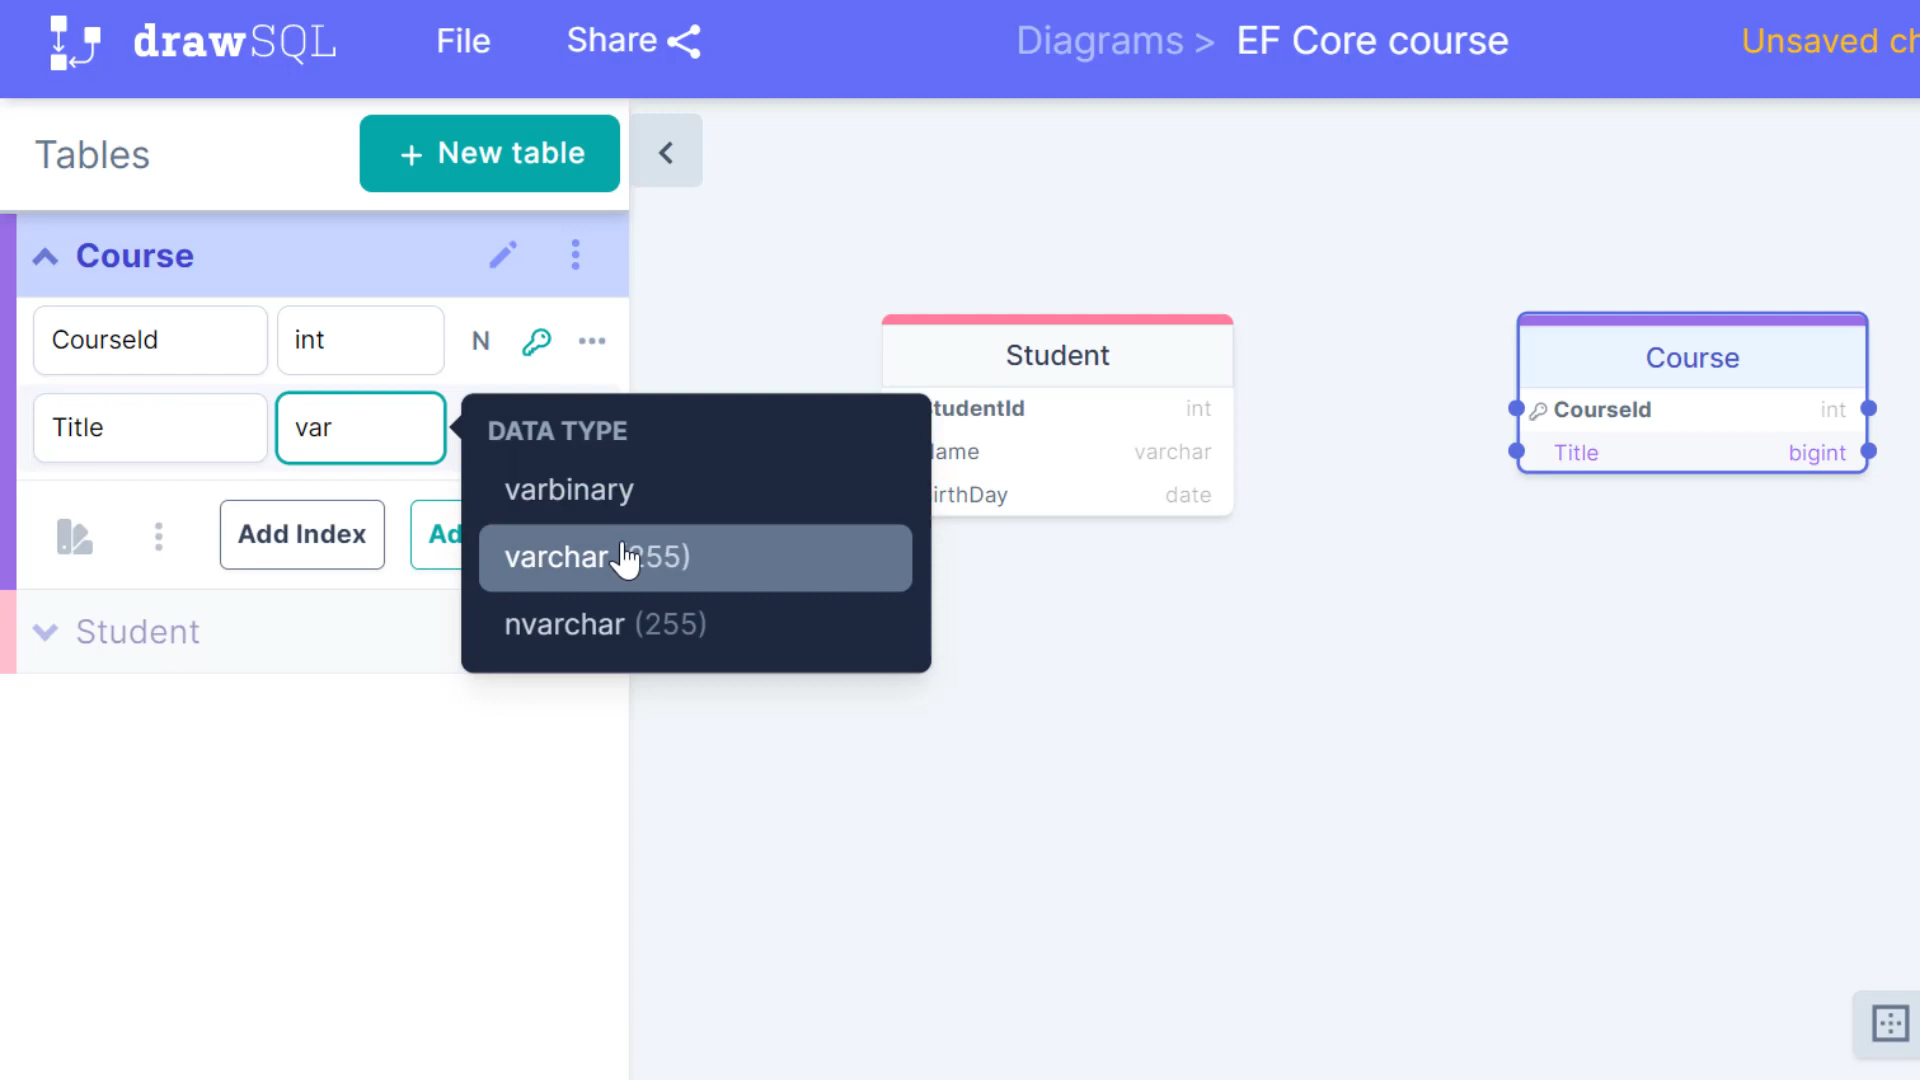 drawSQL
File
Share
Diagrams > EF Core course
Unsaved ch
Tables
+ New table
Course
CourseId
int
N
Title
var
Add Index
Ad
Student
DATA TYPE
varbinary
varchar (255)
nvarchar (255)
Student
tudentId int
ame varchar
irthDay date
Course
CourseId int
Title bigint